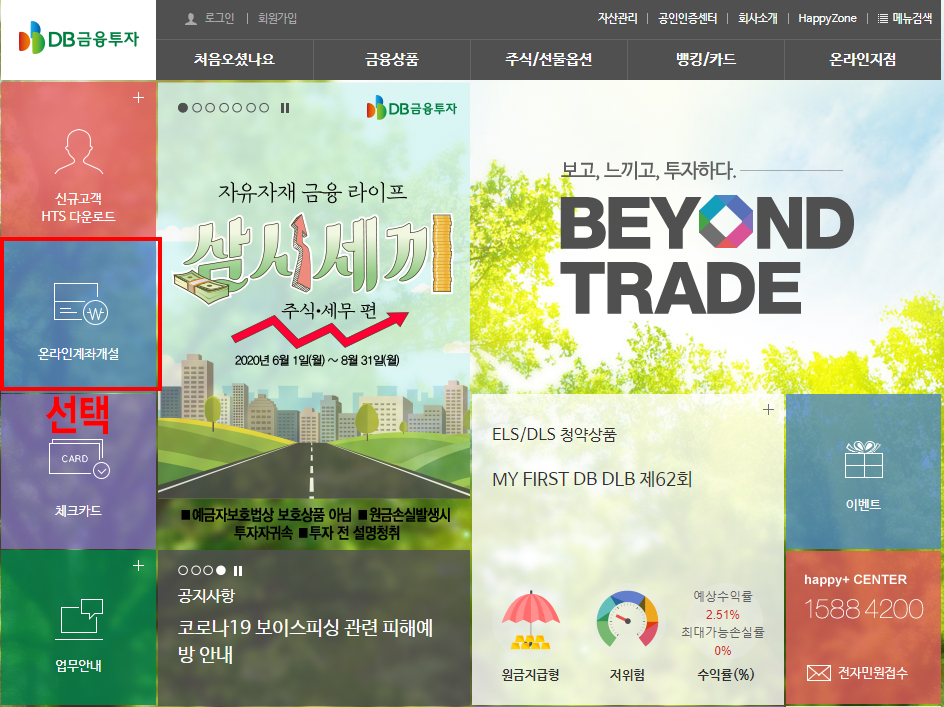 DB금융투자
로그인 | 회원가입
자산관리 | 공인인증센터 | 회사소개 | HappyZone | 메뉴검색
처음오셨나요
금융상품
주식/선물옵션
뱅킹/카드
온라인지점
신규고객
HTS 다운로드
온라인계좌개설
선택
CARD
체크카드
업무안내
DB금융투자
자유자재 금융 라이프
삼시세끼
주식•세무 편
2020년 6월 1일(월) ~ 8월 31일(월)
■예금자보호법상 보호상품 아님 ■원금손실발생시
투자자귀속 ■투자 전 설명청취
공지사항
코로나19 보이스피싱 관련 피해예
방 안내
보고, 느끼고, 투자하다.
BEYOND
TRADE
ELS/DLS 청약상품
MY FIRST DB DLB 제62회
원금지급형
저위험
예상수익률
2.51%
최대가능손실률
0%
수익률(%)
이벤트
happy+ CENTER
1588 4200
전자민원접수